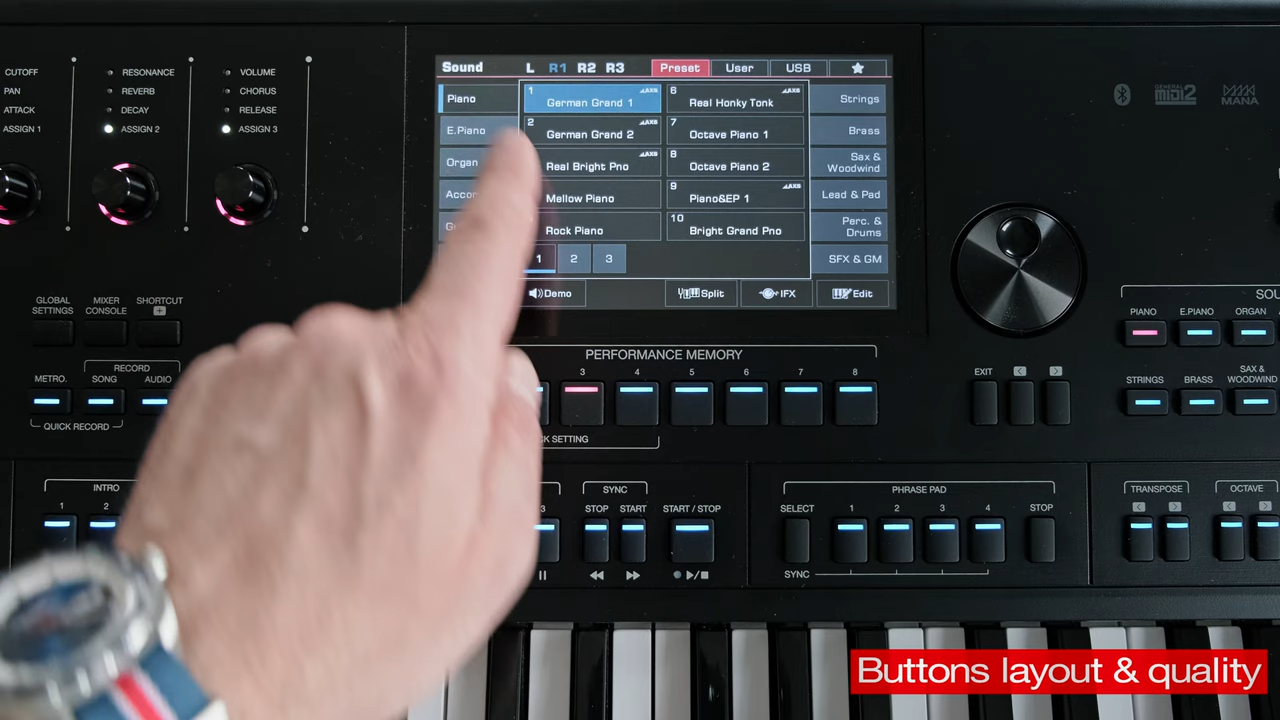 CUTOFF
PAN
ATTACK
ASSIGN 1
RESONANCE
REVERB
DECAY
ASSIGN 2
VOLUME
CHORUS
RELEASE
ASSIGN 3
Sound L R1 R2 R3 Preset User USB
Piano
E.Piano
Organ
1 German Grand 1
2 German Grand 2
Real Bright Pno
Mellow Piano
Rock Piano
6 Real Honky Tonk
7 Octave Piano 1
8 Octave Piano 2
9 Piano&EP 1
10 Bright Grand Pno
1 2 3
Strings
Brass
Sax &
Woodwind
Lead & Pad
Perc. &
Drums
SFX & GM
Demo Split IFX Edit
GENERAL
MIDI2
MANA
GLOBAL
SETTINGS
MIXER
CONSOLE
SHORTCUT
RECORD
METRO. SONG AUDIO
QUICK RECORD
PERFORMANCE MEMORY
3 4 5 6 7 8
SETTING
EXIT < >
PIANO E.PIANO ORGAN
STRINGS BRASS SAX &
WOODWIND
INTRO
1 2
3
SYNC
STOP START START / STOP
PHRASE PAD
SELECT 1 2 3 4 STOP
SYNC
TRANSPOSE
< >
OCTAVE
< >
Buttons layout & quality